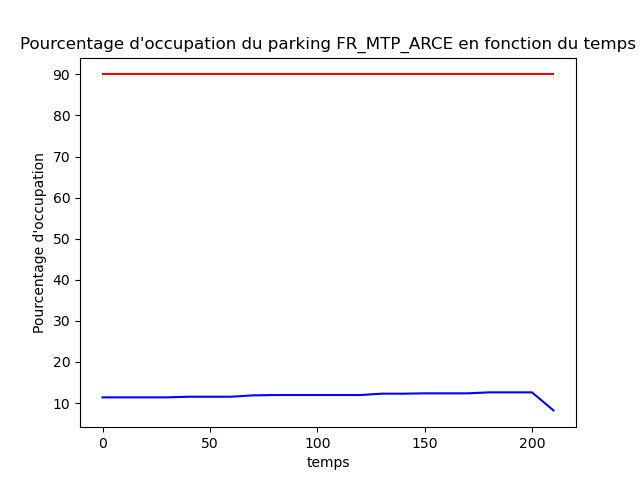 Pourcentage d'occupation du parking FR_MTP_ARCE en fonction du temps
90
80
70
60
50
40
30
20
10
Pourcentage d'occupation
0 50 100 150 200
temps